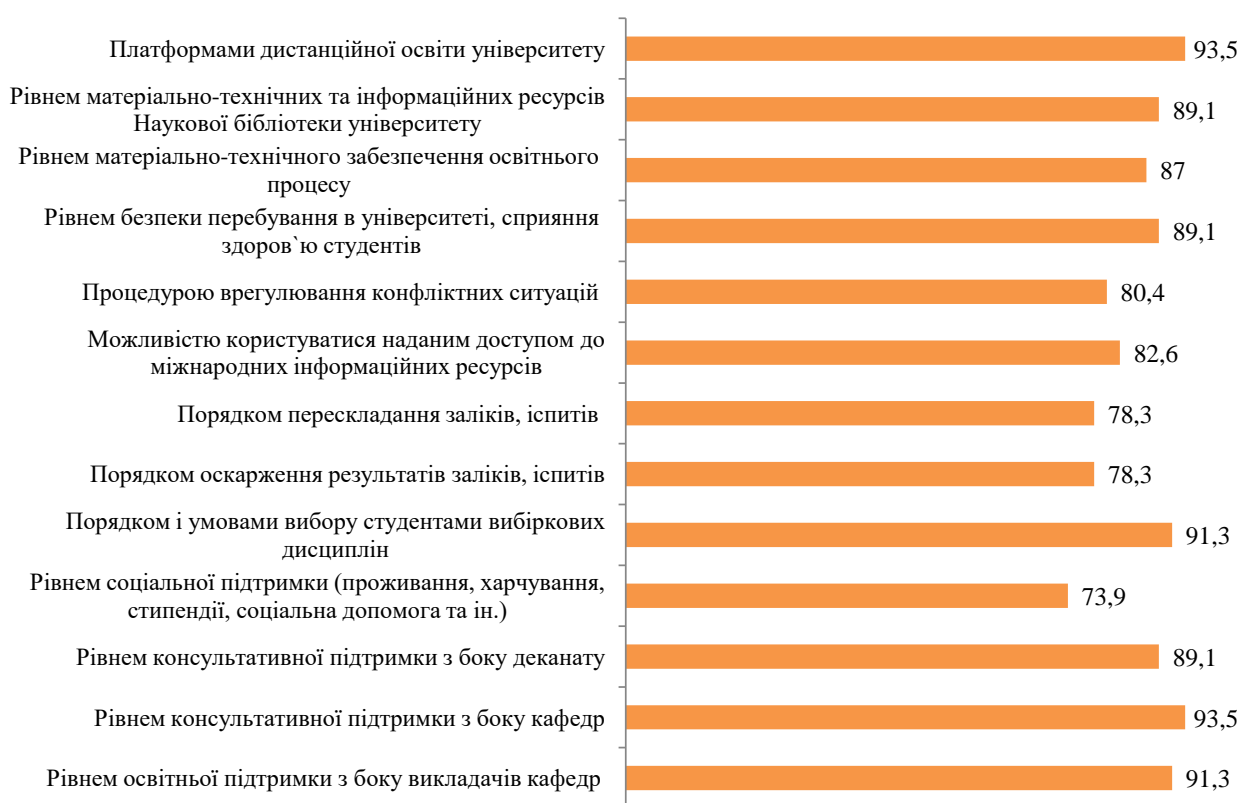 Платформами дистанційної освіти університету
93,5
Рівнем матеріально-технічних та інформаційних ресурсів
Наукової бібліотеки університету
89,1
Рівнем матеріально-технічного забезпечення освітнього
процесу
87
Рівнем безпеки перебування в університеті, сприяння
здоров`ю студентів
89,1
Процедурою врегулювання конфліктних ситуацій
80,4
Можливістю користуватися наданим доступом до
міжнародних інформаційних ресурсів
82,6
Порядком перескладання заліків, іспитів
78,3
Порядком оскарження результатів заліків, іспитів
78,3
Порядком і умовами вибору студентами вибіркових
дисциплін
91,3
Рівнем соціальної підтримки (проживання, харчування,
стипендії, соціальна допомога та ін.)
73,9
Рівнем консультативної підтримки з боку деканату
89,1
Рівнем консультативної підтримки з боку кафедр
93,5
Рівнем освітньої підтримки з боку викладачів кафедр
91,3